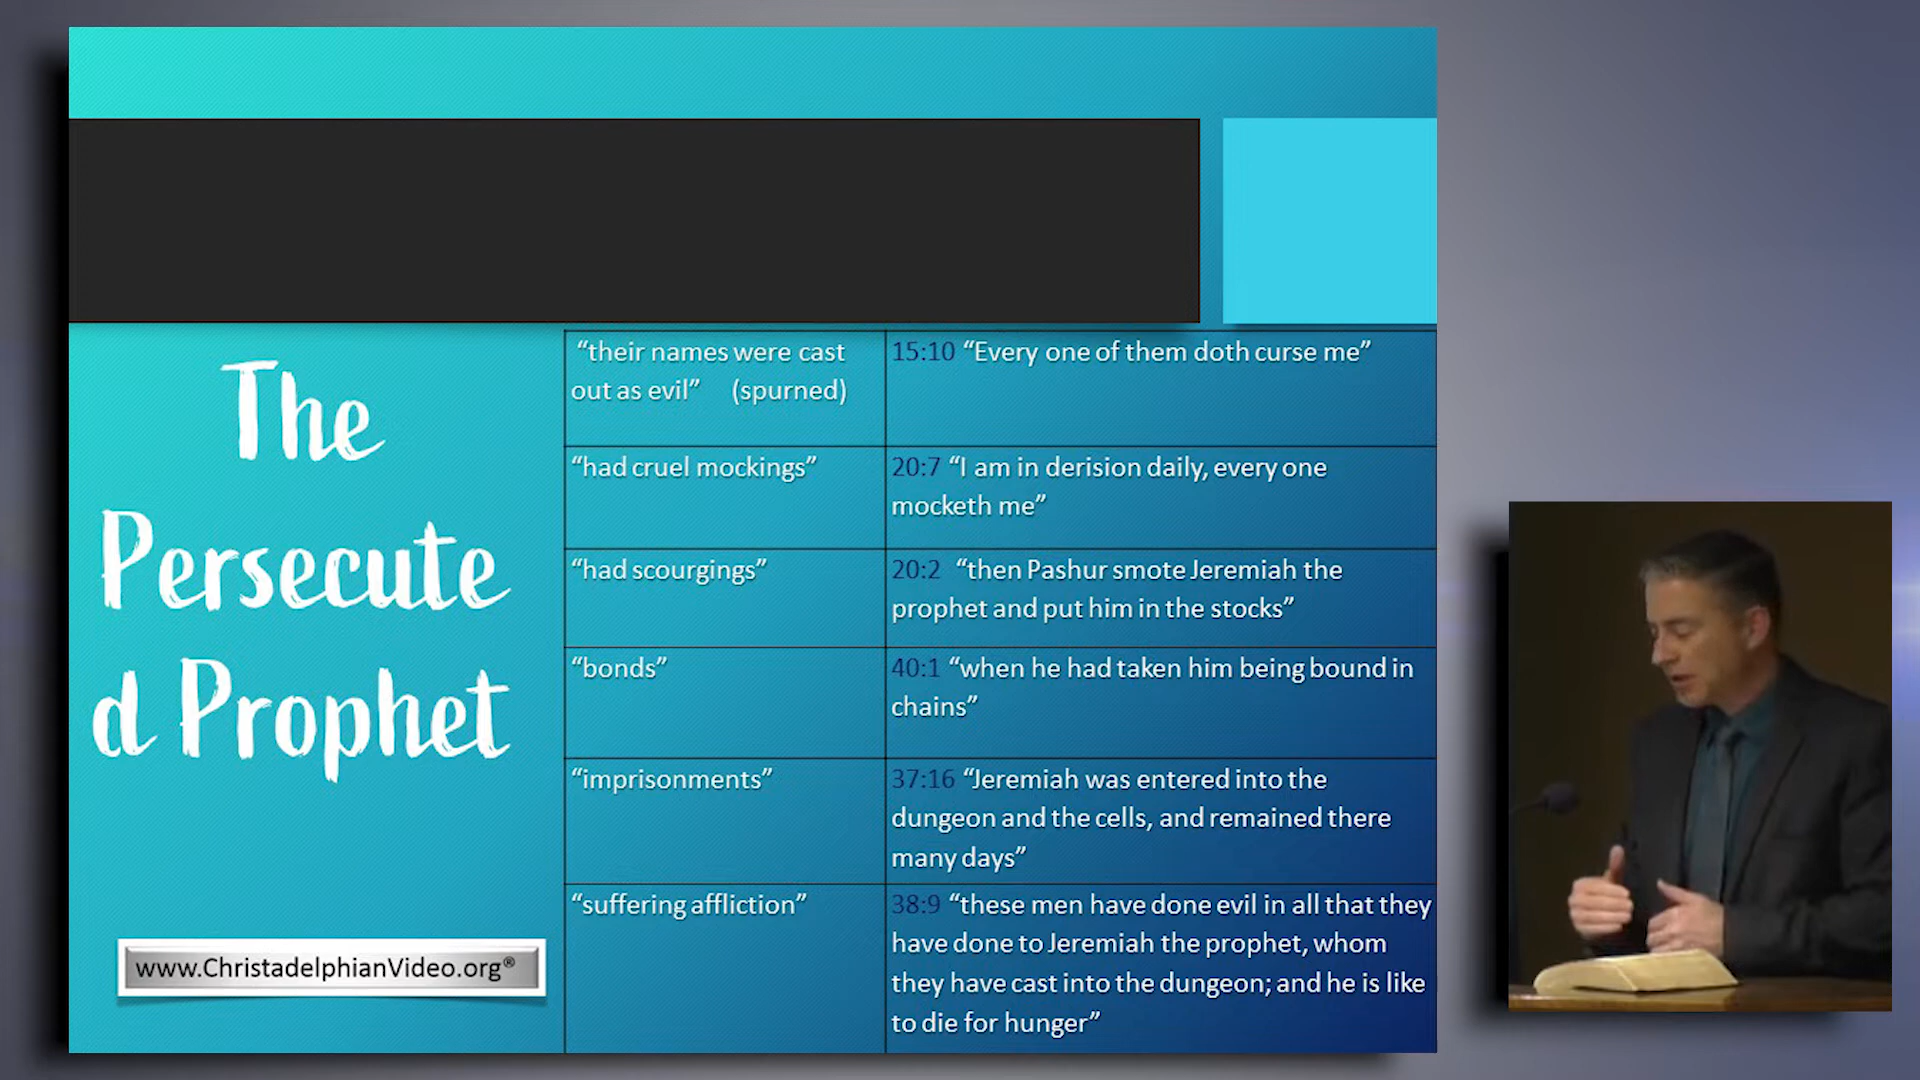 The
Persecute
d Prophet
www.ChristadelphianVideo.org®
“their names were cast
out as evil” (spurned)
15:10 “Every one of them doth curse me”
“had cruel mockings”
20:7 “I am in derision daily, every one
mocketh me”
“had scourgings”
20:2 “then Pashur smote Jeremiah the
prophet and put him in the stocks”
“bonds”
40:1 “when he had taken him being bound in
chains”
“imprisonments”
37:16 “Jeremiah was entered into the
dungeon and the cells, and remained there
many days”
“suffering affliction”
38:9 “these men have done evil in all that they
have done to Jeremiah the prophet, whom
they have cast into the dungeon; and he is like
to die for hunger”